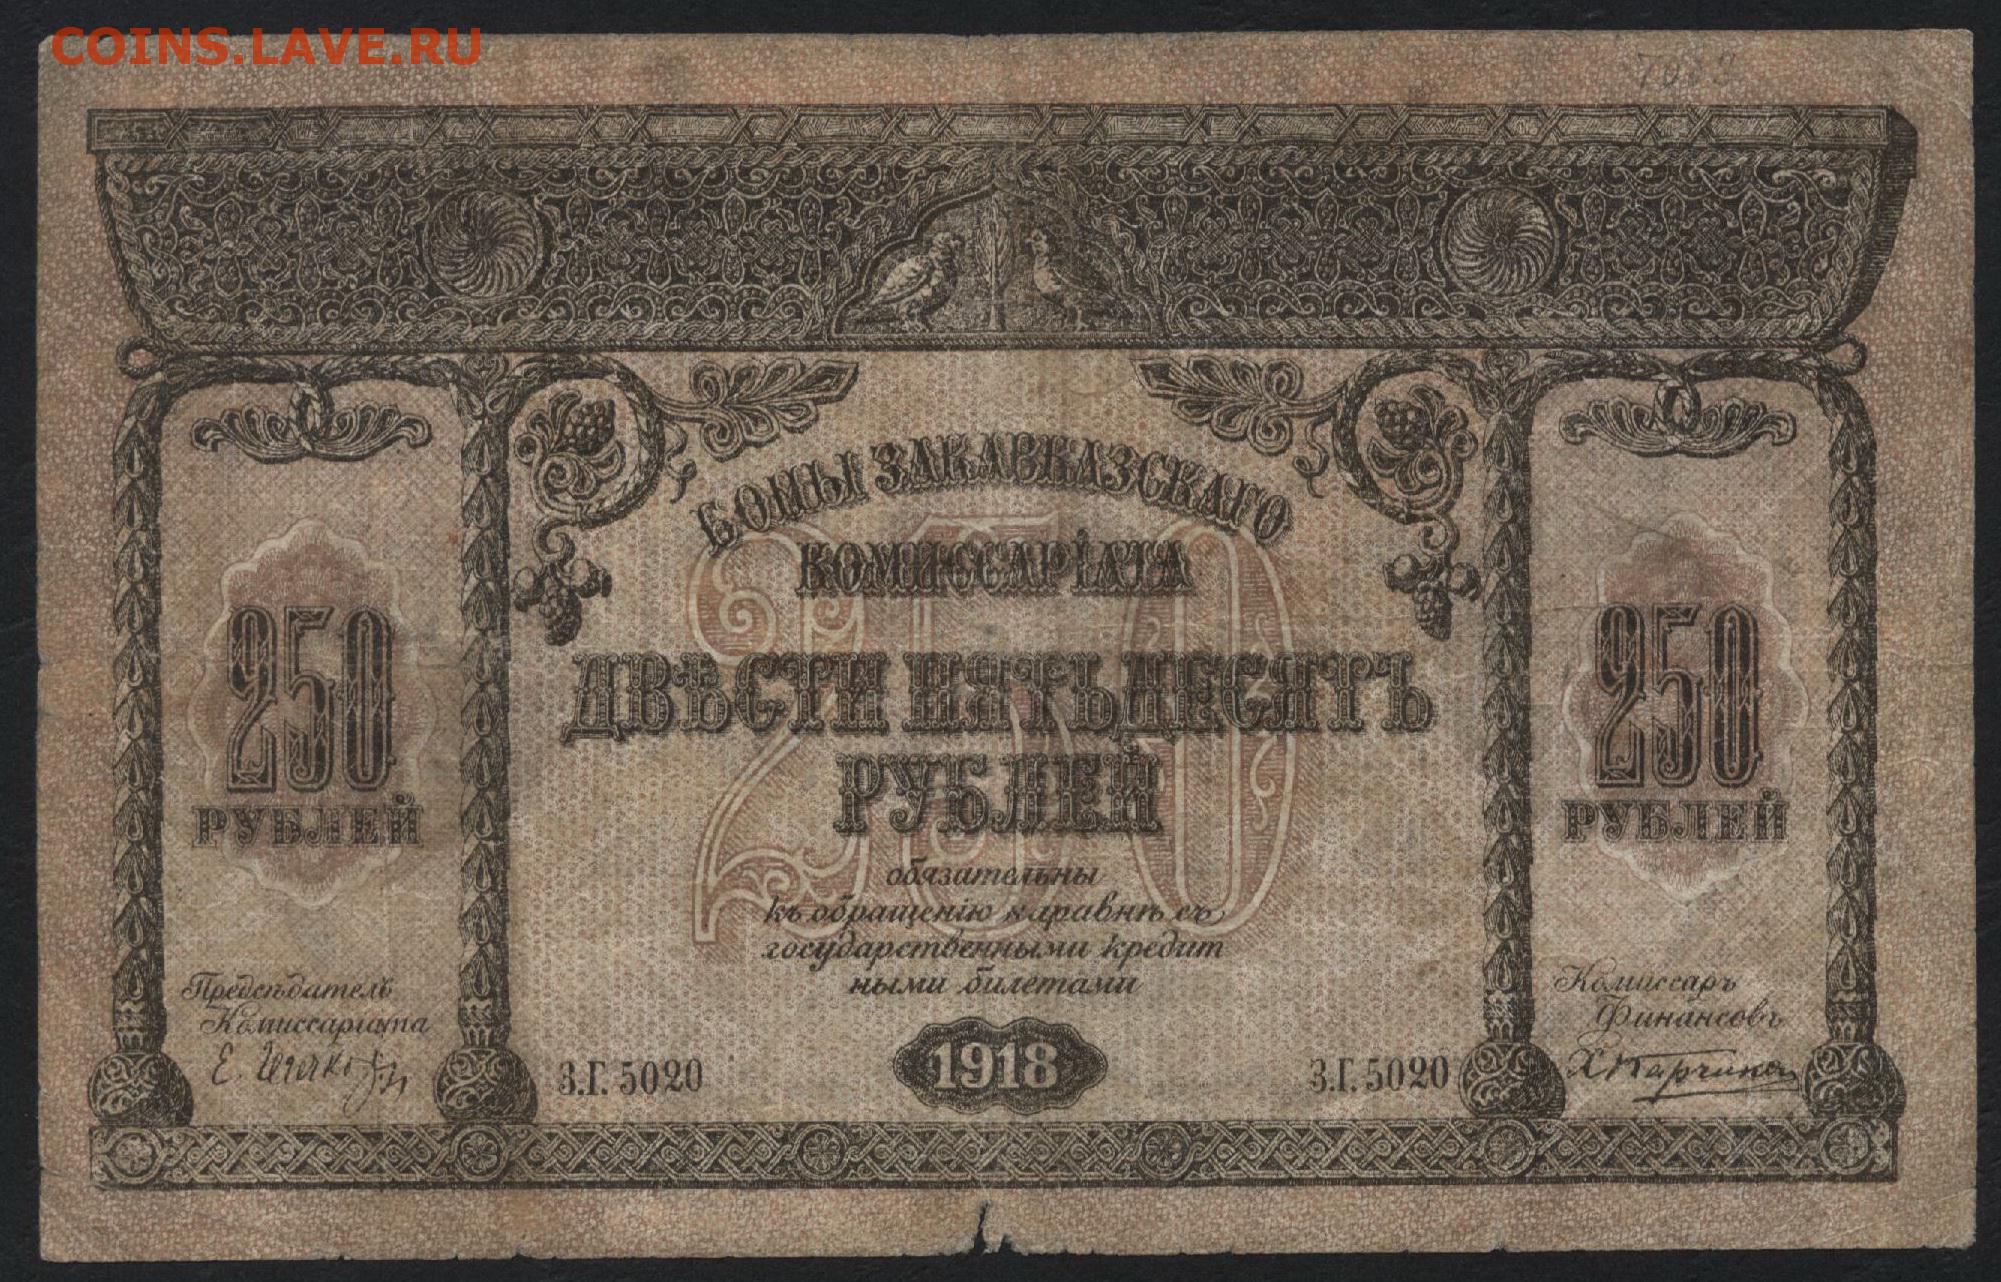 COINS.LAVE.RU
БОНЫ ЗАКАВКАЗСКАГО
КОМИССАРІАТА
250
ДВѢСТИ ПЯТЬДЕСЯТЪ
РУБЛЕЙ
250
РУБЛЕЙ
250
РУБЛЕЙ
обязательны
къ обращенію наравнѣ съ
государственными кредит
ными билетами
Предсѣдатель
Комиссаріата
Комиссаръ
Финансовъ
З.Г. 5020
1918
З.Г. 5020